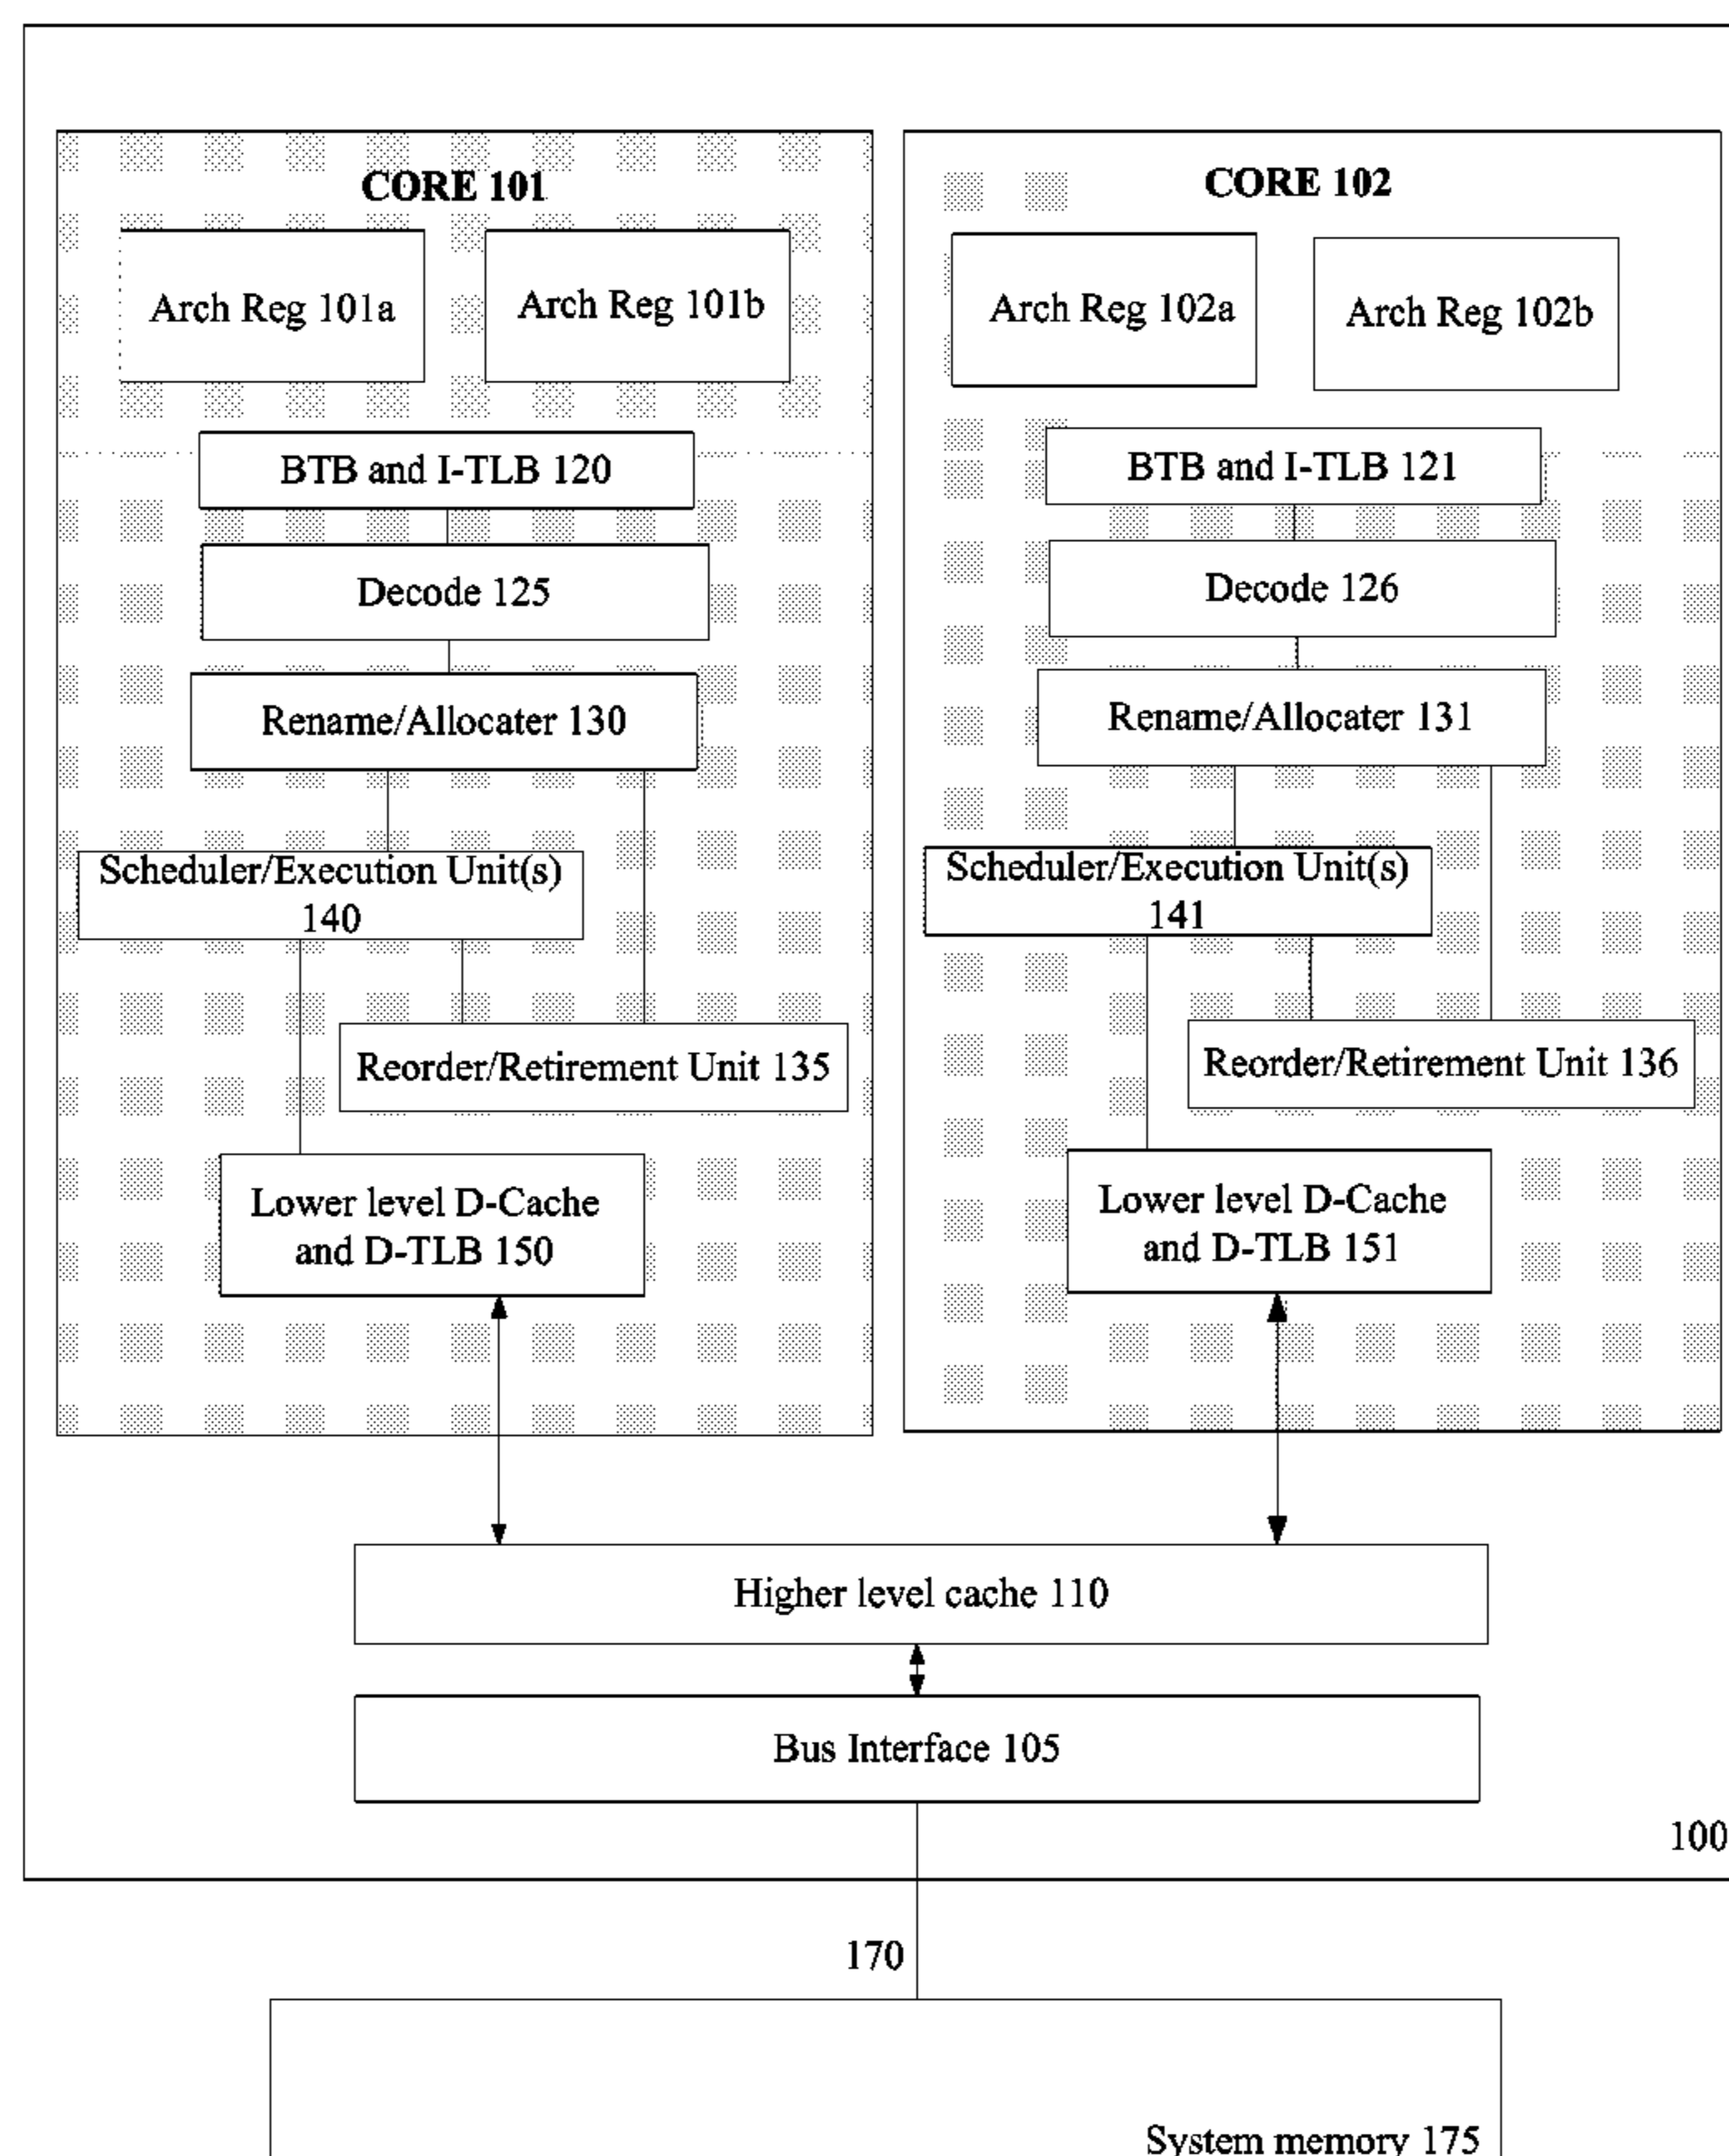 CORE 101
Arch Reg 101a
Arch Reg 101b
BTB and I-TLB 120
Decode 125
Rename/Allocater 130
Scheduler/Execution Unit(s)
140
Reorder/Retirement Unit 135
Lower level D-Cache
and D-TLB 150
CORE 102
Arch Reg 102a
Arch Reg 102b
BTB and I-TLB 121
Decode 126
Rename/Allocater 131
Scheduler/Execution Unit(s)
141
Reorder/Retirement Unit 136
Lower level D-Cache
and D-TLB 151
Higher level cache 110
Bus Interface 105
100
170
System memory 175